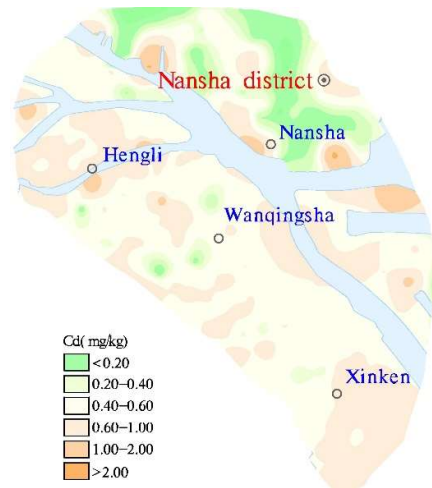 Nansha district
Nansha
Hengli
Wanqingsha
Cd( mg/kg)
<0.20
0.20–0.40
0.40–0.60
0.60–1.00
1.00–2.00
>2.00
Xinken